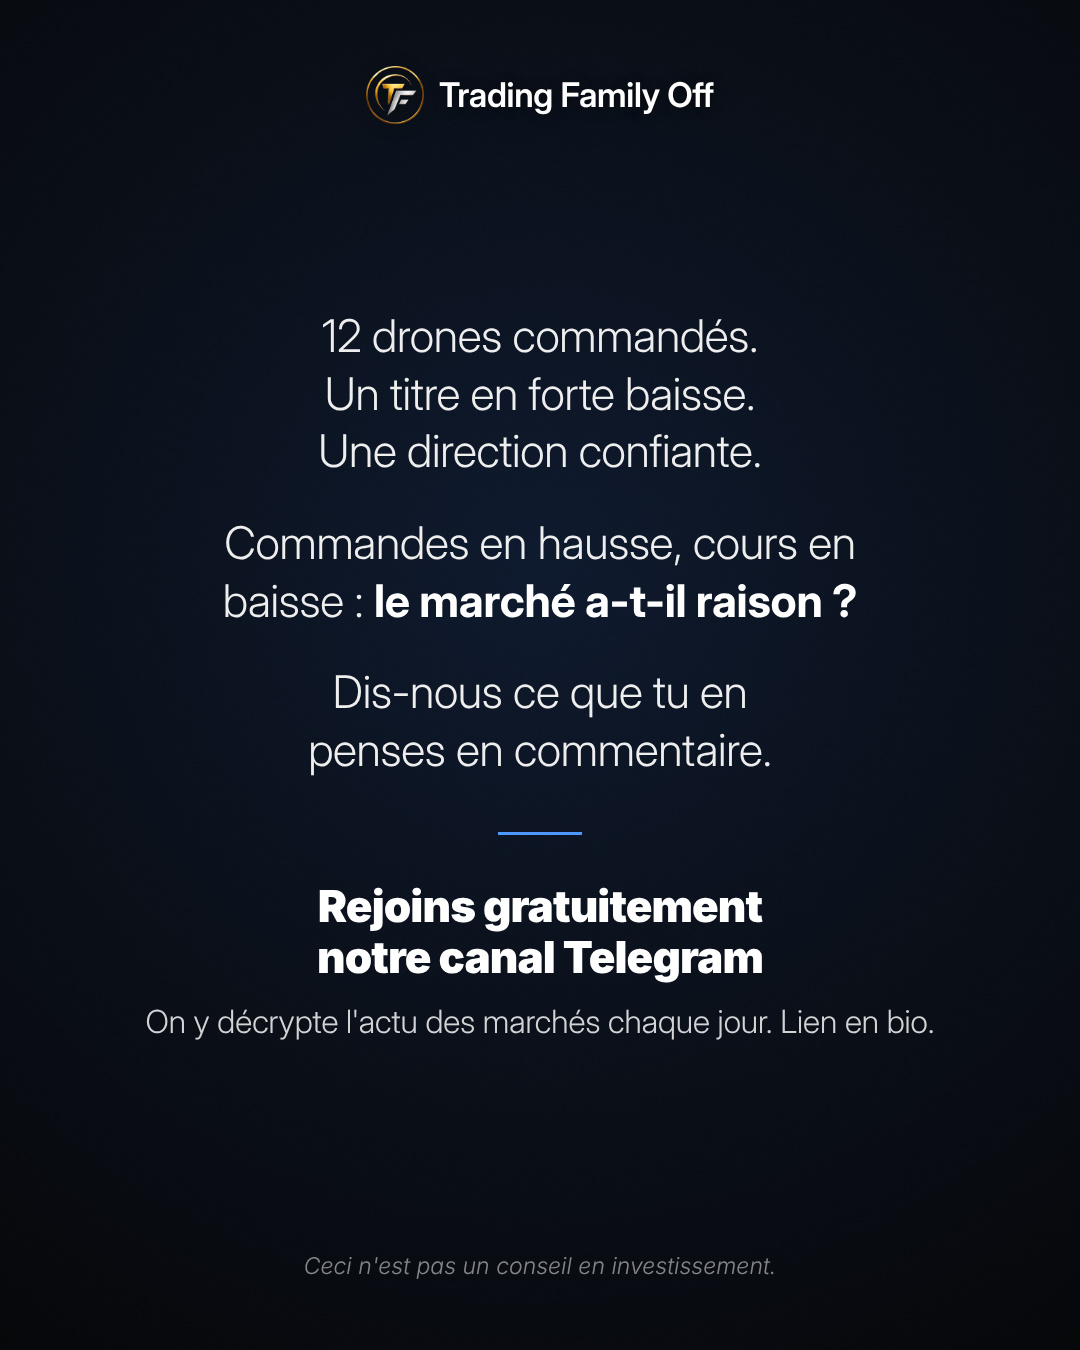 TF Trading Family Off
12 drones commandés.
Un titre en forte baisse.
Une direction confiante.
Commandes en hausse, cours en
baisse : le marché a-t-il raison ?
Dis-nous ce que tu en
penses en commentaire.
Rejoins gratuitement
notre canal Telegram
On y décrypte l'actu des marchés chaque jour. Lien en bio.
Ceci n'est pas un conseil en investissement.